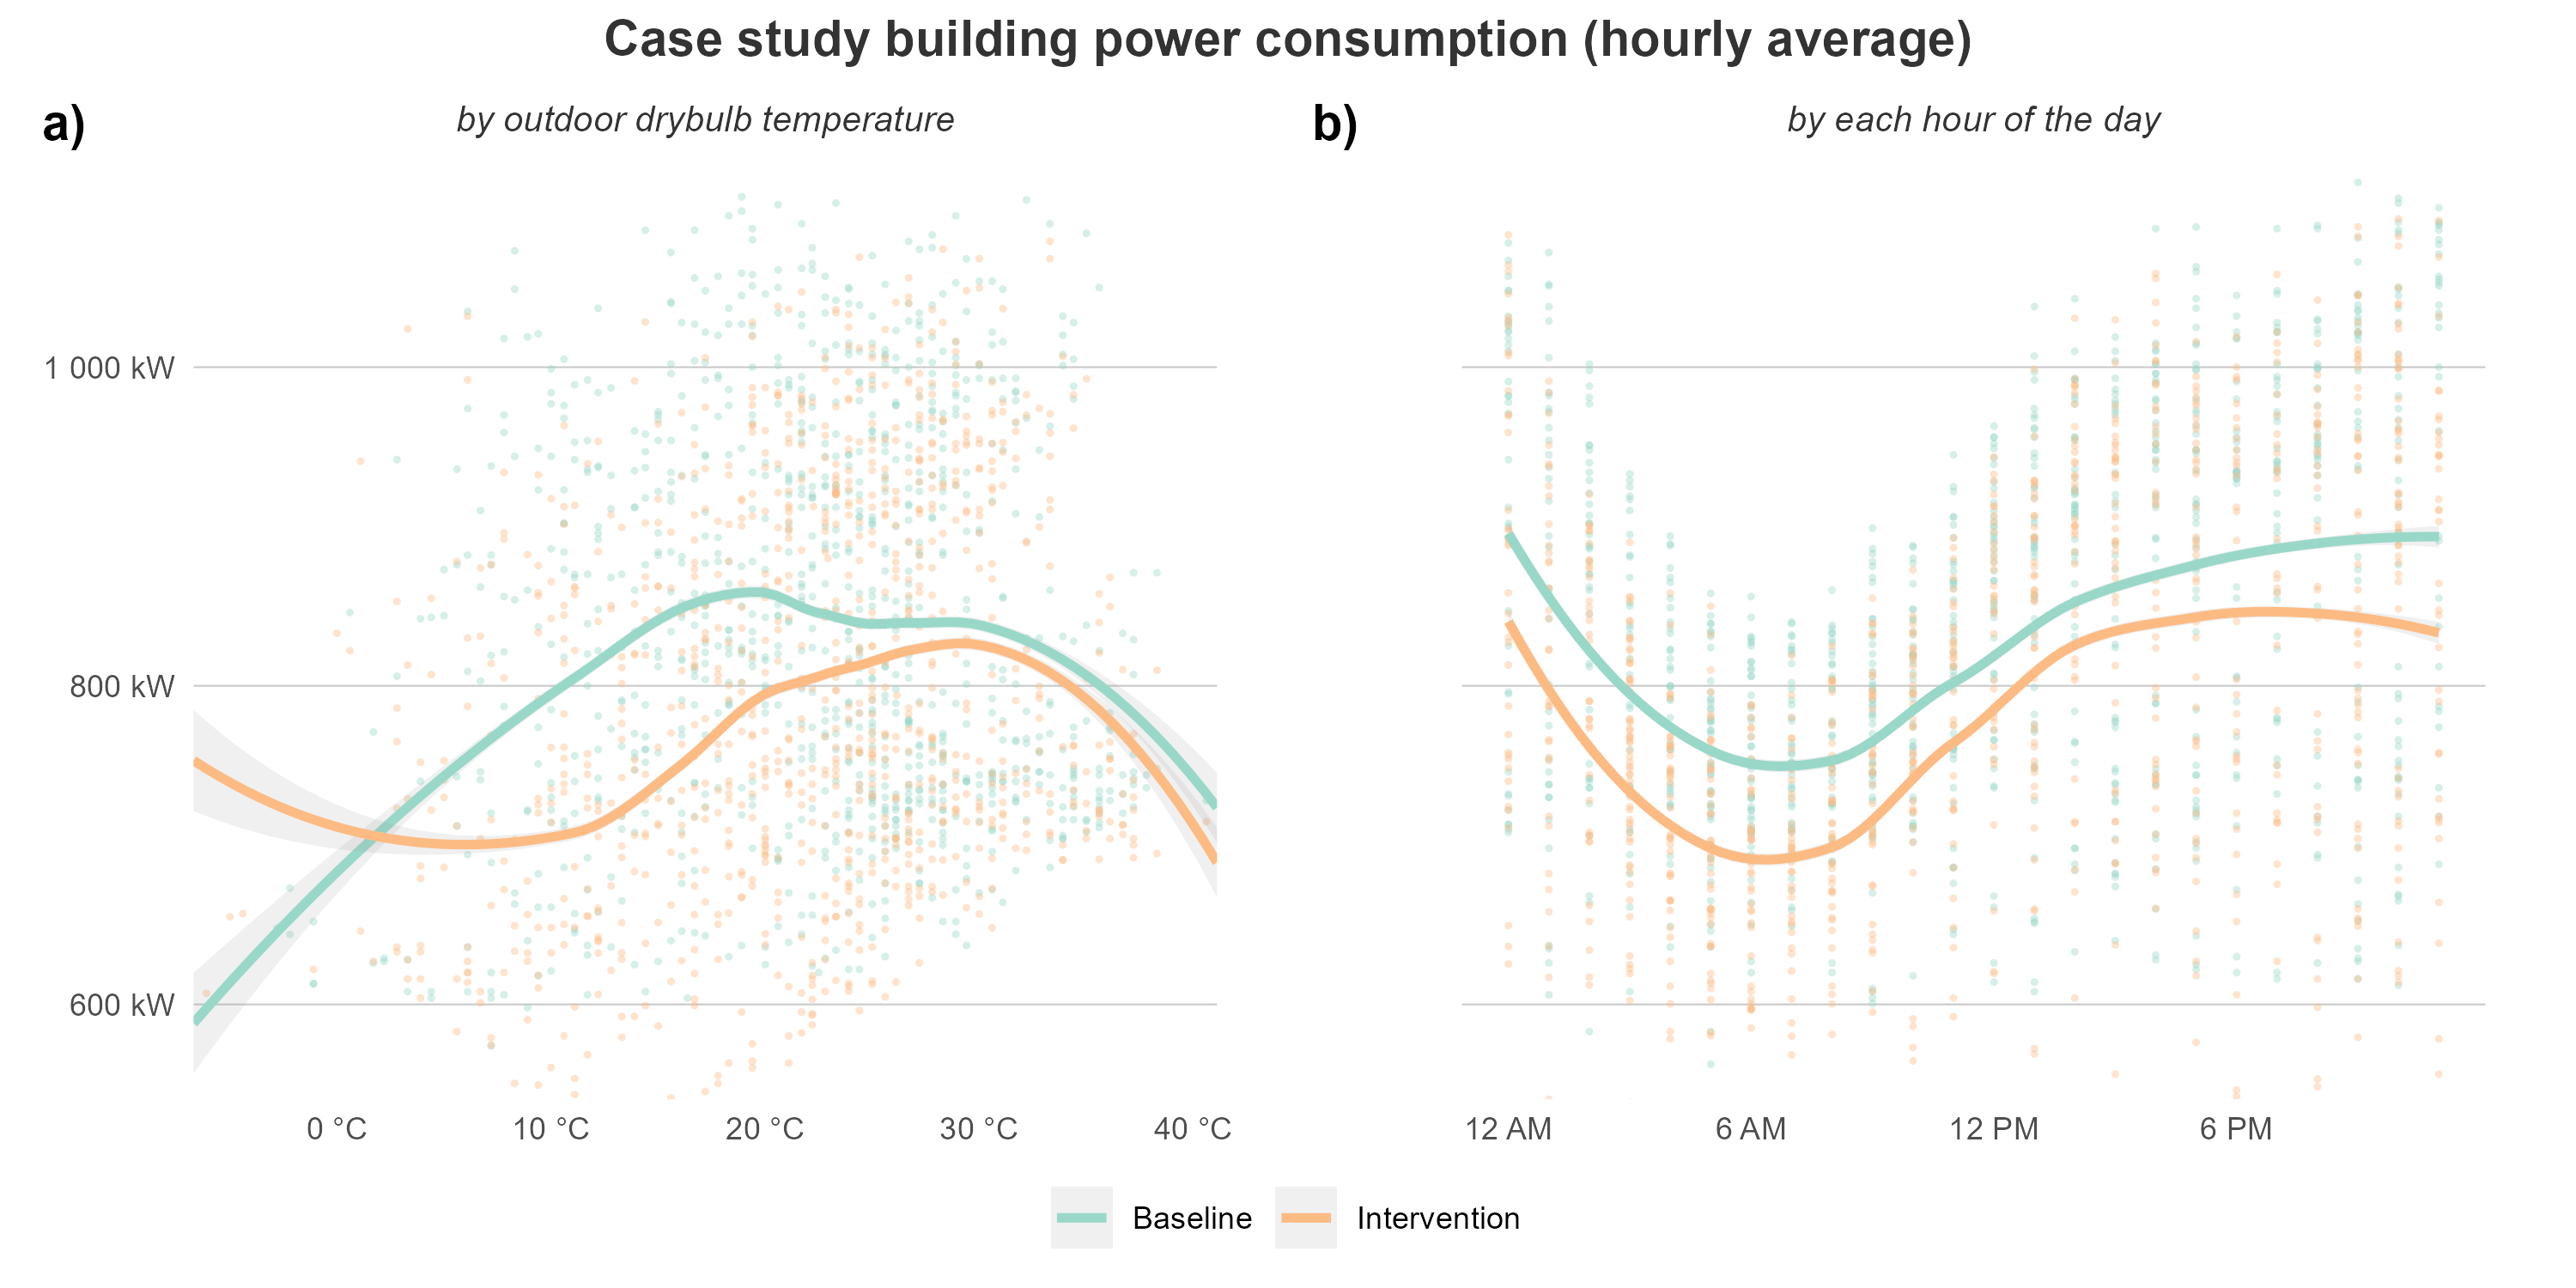 Case study building power consumption (hourly average)
a)
by outdoor drybulb temperature
b)
by each hour of the day
1 000 kW
800 kW
600 kW
0 °C
10 °C
20 °C
30 °C
40 °C
12 AM
6 AM
12 PM
6 PM
Baseline
Intervention